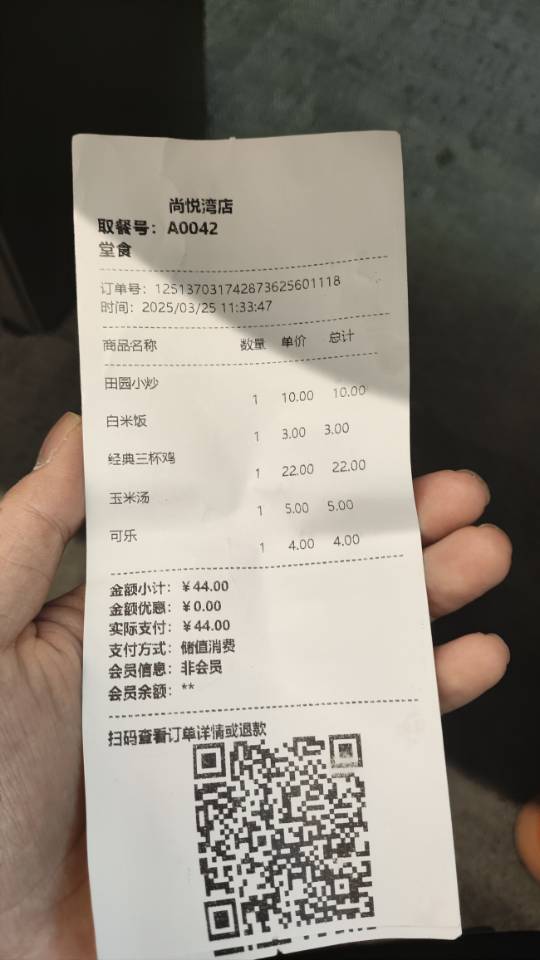 尚悦湾店
取餐号：A0042
堂食
订单号：125137031742873625601118
时间：2025/03/25 11:33:47
商品名称 数量 单价 总计
田园小炒
1 10.00 10.00
白米饭
1 3.00 3.00
经典三杯鸡
1 22.00 22.00
玉米汤
1 5.00 5.00
可乐
1 4.00 4.00
金额小计：￥44.00
金额优惠：￥0.00
实际支付：￥44.00
支付方式：储值消费
会员信息：非会员
会员余额：**
扫码查看订单详情或退款